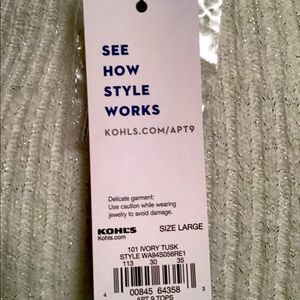 SEE
HOW
STYLE
WORKS
KOHLS.COM/APT9
Delicate garment:
Use caution while wearing
jewelry to avoid damage.
KOHL'S
Kohls.com
SIZE LARGE
101 IVORY TUSK
STYLE WA94S056RE1
113 30 35
4 00845 64358 3
APT 9 TOPS